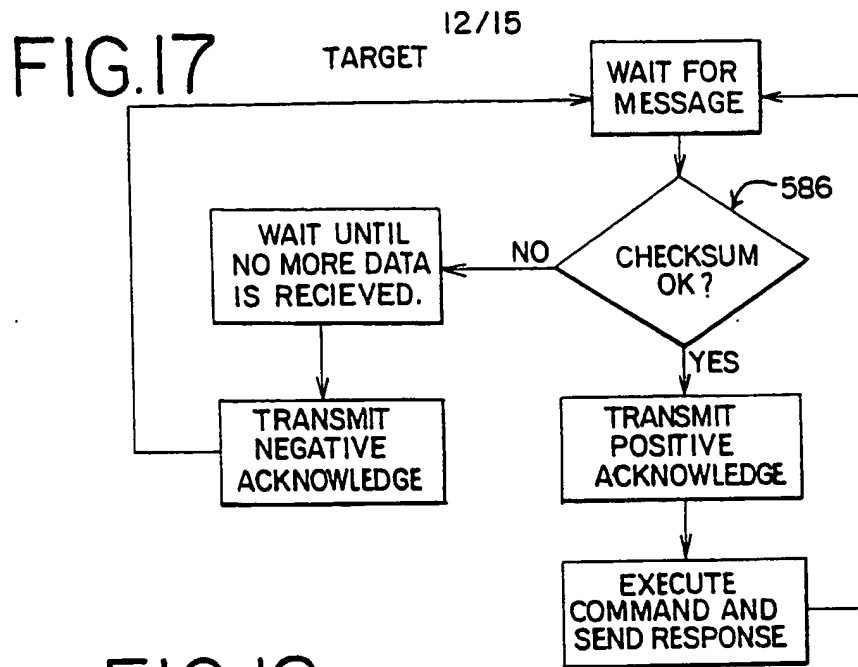 12/15
FIG.17
TARGET
WAIT FOR
MESSAGE
586
CHECKSUM
OK?
NO
YES
WAIT UNTIL
NO MORE DATA
IS RECIEVED.
TRANSMIT
NEGATIVE
ACKNOWLEDGE
TRANSMIT
POSITIVE
ACKNOWLEDGE
EXECUTE
COMMAND AND
SEND RESPONSE